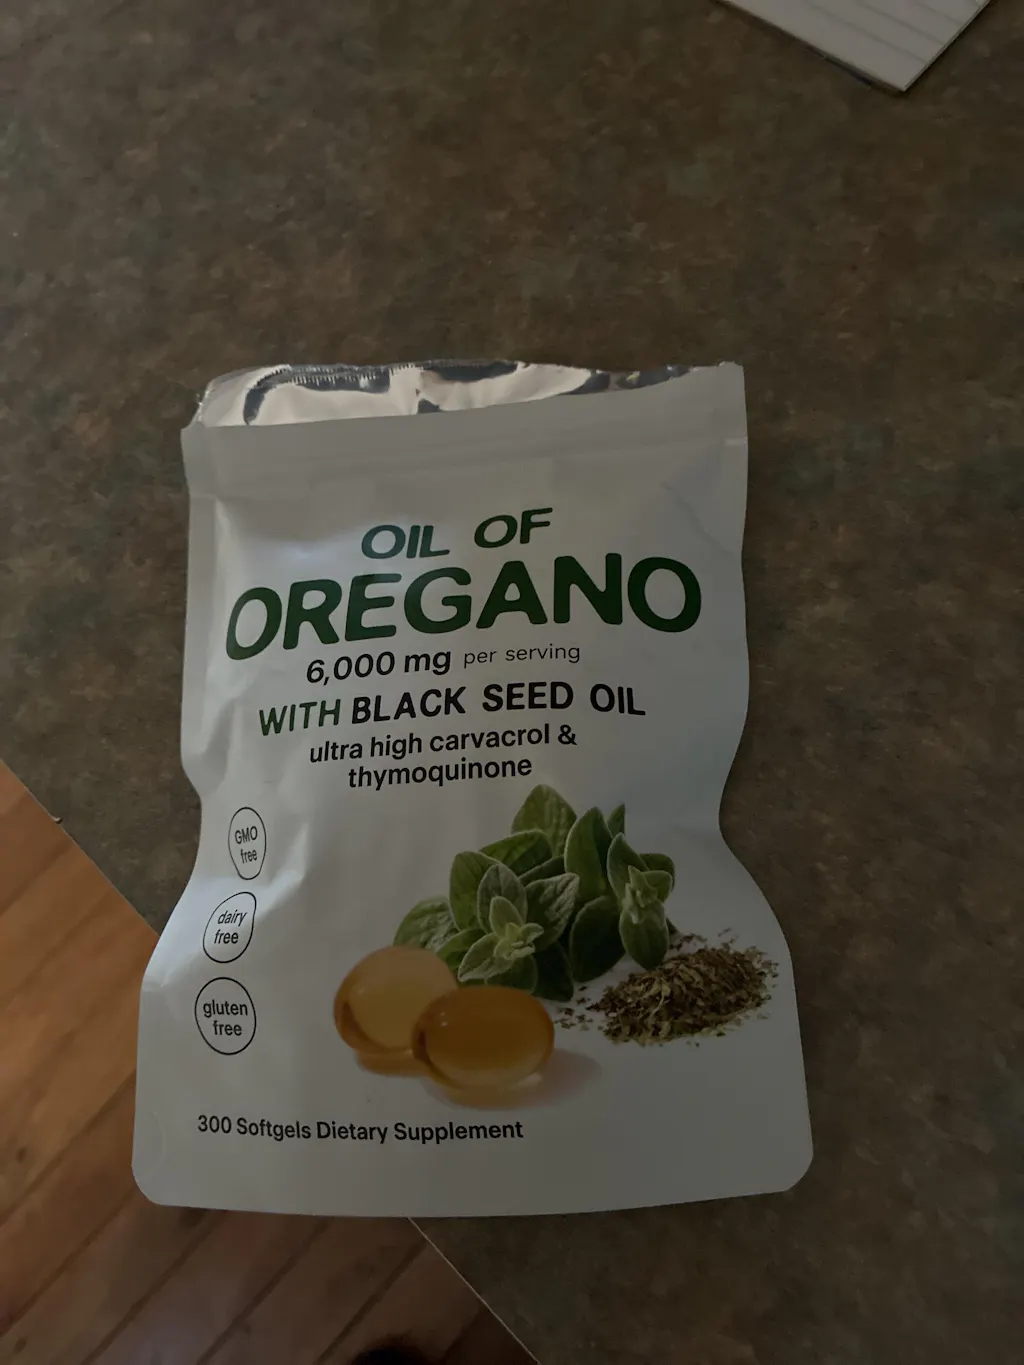 OIL OF
OREGANO
6,000 mg per serving
WITH BLACK SEED OIL
ultra high carvacrol &
thymoquinone
GMO
free
dairy
free
gluten
free
300 Softgels Dietary Supplement